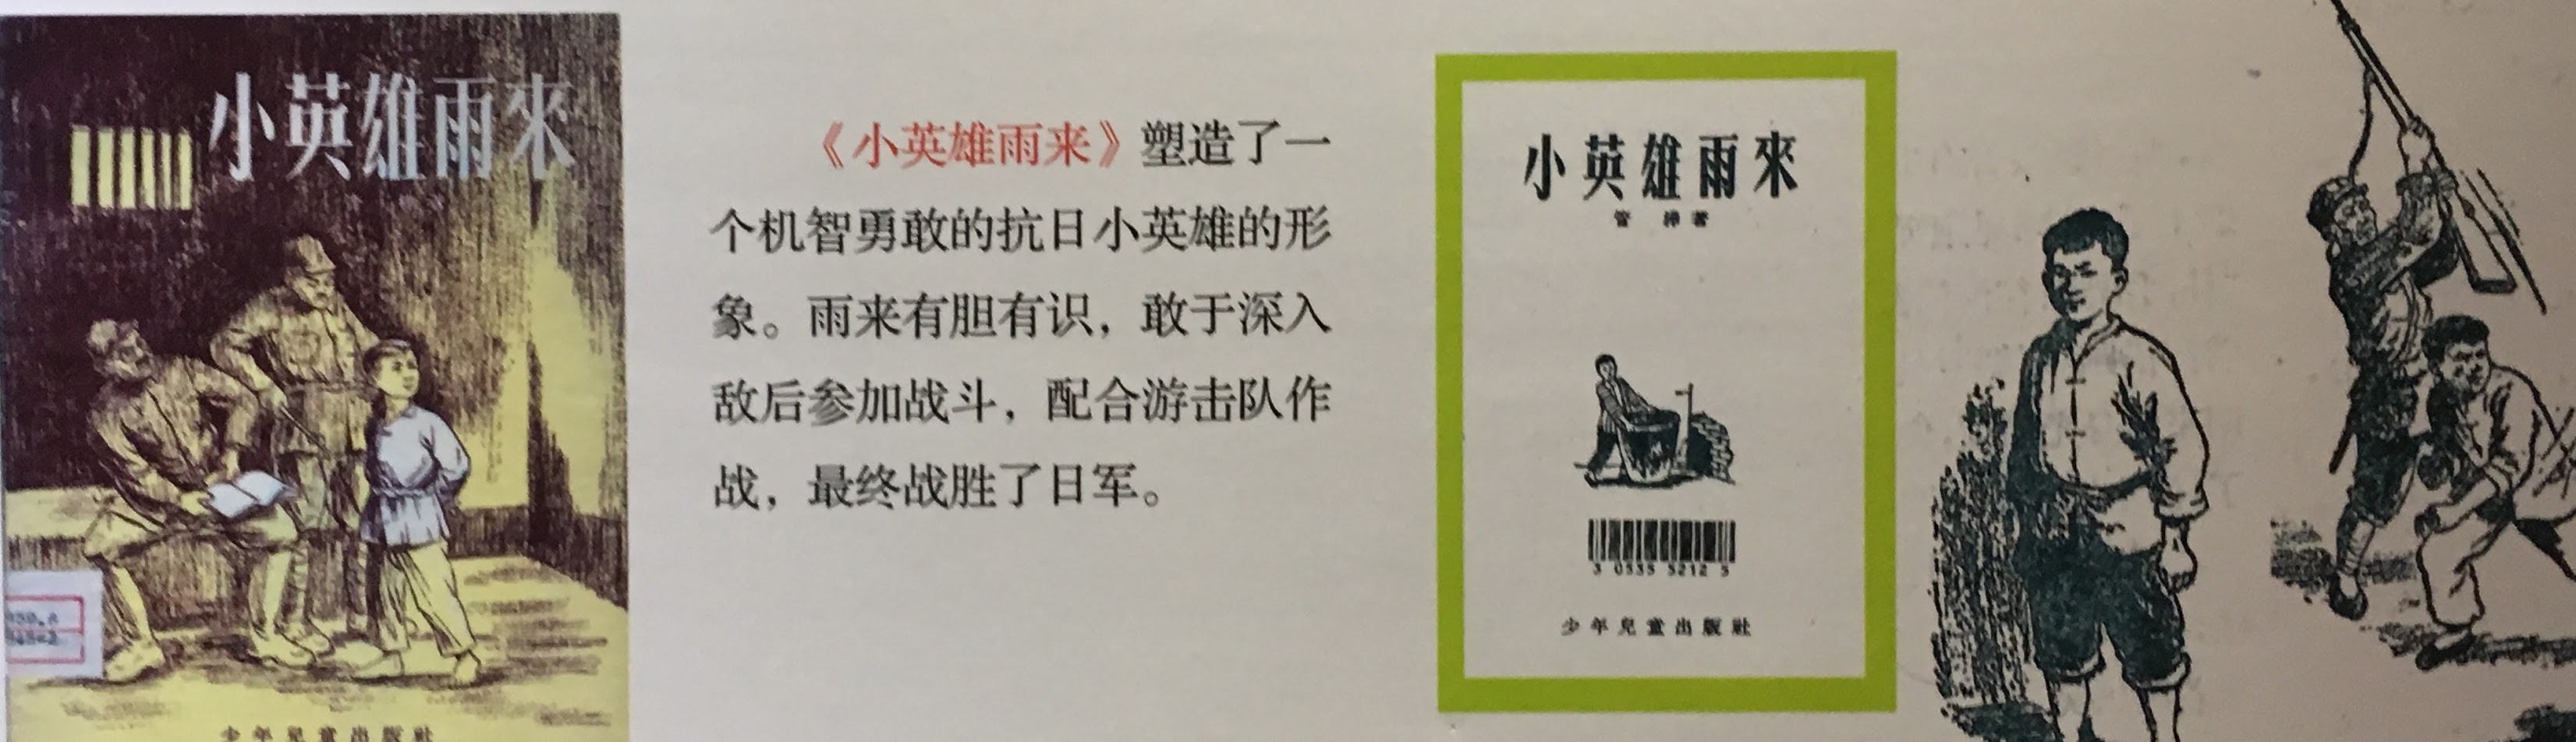 小英雄雨來
少年兒童出版社
《小英雄雨来》塑造了一
个机智勇敢的抗日小英雄的形
象。雨来有胆有识，敢于深入
敌后参加战斗，配合游击队作
战，最终战胜了日军。
小英雄雨來
管樺著
3 0535 5212 5
少年兒童出版社